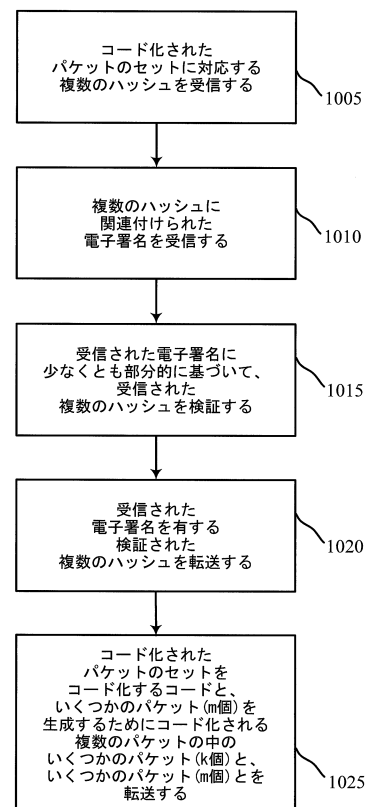 コード化された
パケットのセットに対応する
複数のハッシュを受信する
1005
複数のハッシュに
関連付けられた
電子署名を受信する
1010
受信された電子署名に
少なくとも部分的に基づいて、
受信された
複数のハッシュを検証する
1015
受信された
電子署名を有する
検証された
複数のハッシュを転送する
1020
コード化された
パケットのセットを
コード化するコードと、
いくつかのパケット(m個)を
生成するためにコード化される
複数のパケットの中の
いくつかのパケット(k個)と、
いくつかのパケット(m個)とを
転送する
1025